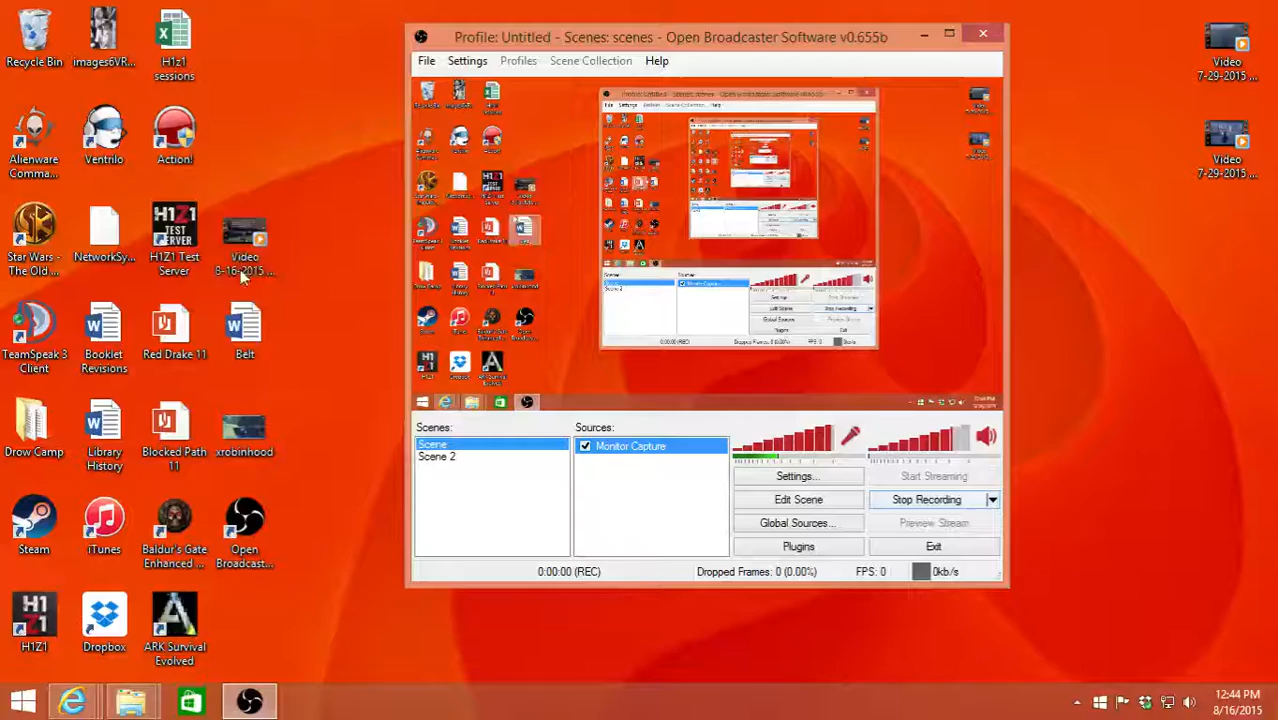 Recycle Bin
images6VR...
H1z1
sessions
Alienware
Comma...
Ventrilo
Action!
Star Wars -
The Old ...
NetworkSy...
H1Z1
TEST
SERVER
H1Z1 Test
Server
Video
8-16-2015 ...
TeamSpeak 3
Client
Booklet
Revisions
Red Drake 11
Belt
Drow Camp
Library
History
Blocked Path
11
xrobinhood
Steam
iTunes
Baldur's Gate
Enhanced ...
Open
Broadcast...
H1
Z1
H1Z1
Dropbox
ARK Survival
Evolved
Profile: Untitled - Scenes: scenes - Open Broadcaster Software v0.655b
File Settings Profiles Scene Collection Help
Scenes:
Scene
Scene 2
Sources:
Monitor Capture
Settings...
Start Streaming
Edit Scene
Stop Recording
Global Sources...
Preview Stream
Plugins
Exit
0:00:00 (REC)
Dropped Frames: 0 (0.00%)
FPS: 0
0kb/s
Video
7-29-2015 ...
Video
7-29-2015 ...
12:44 PM
8/16/2015